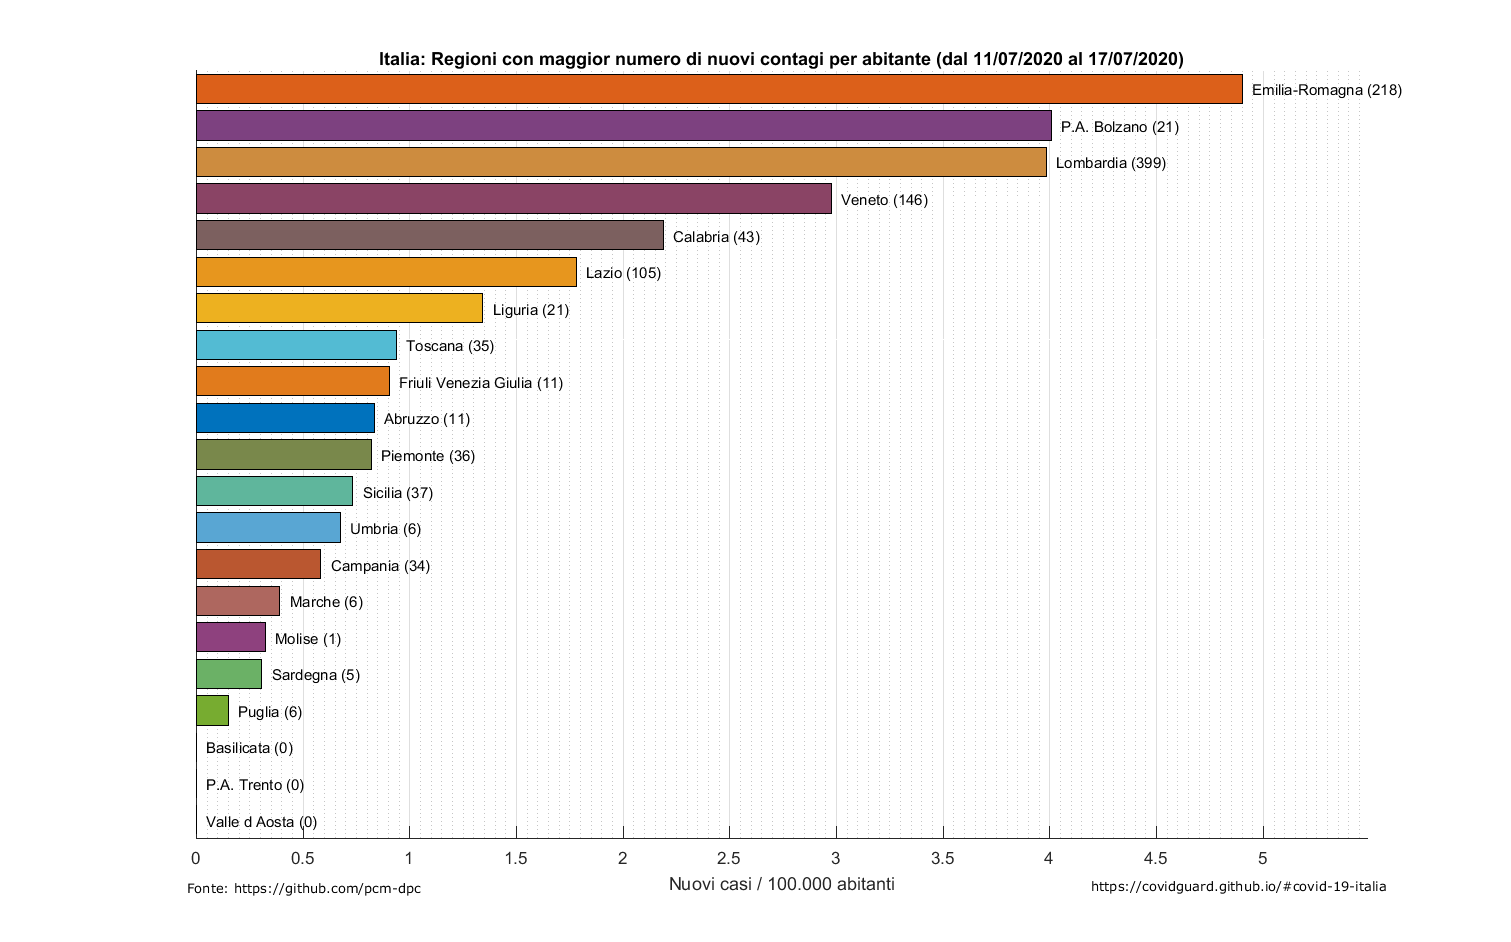 Italia: Regioni con maggior numero di nuovi contagi per abitante (dal 11/07/2020 al 17/07/2020)
Emilia-Romagna (218)
P.A. Bolzano (21)
Lombardia (399)
Veneto (146)
Calabria (43)
Lazio (105)
Liguria (21)
Toscana (35)
Friuli Venezia Giulia (11)
Abruzzo (11)
Piemonte (36)
Sicilia (37)
Umbria (6)
Campania (34)
Marche (6)
Molise (1)
Sardegna (5)
Puglia (6)
Basilicata (0)
P.A. Trento (0)
Valle d Aosta (0)
0 0.5 1 1.5 2 2.5 3 3.5 4 4.5 5
Nuovi casi / 100.000 abitanti
Fonte: https://github.com/pcm-dpc
https://covidguard.github.io/#covid-19-italia